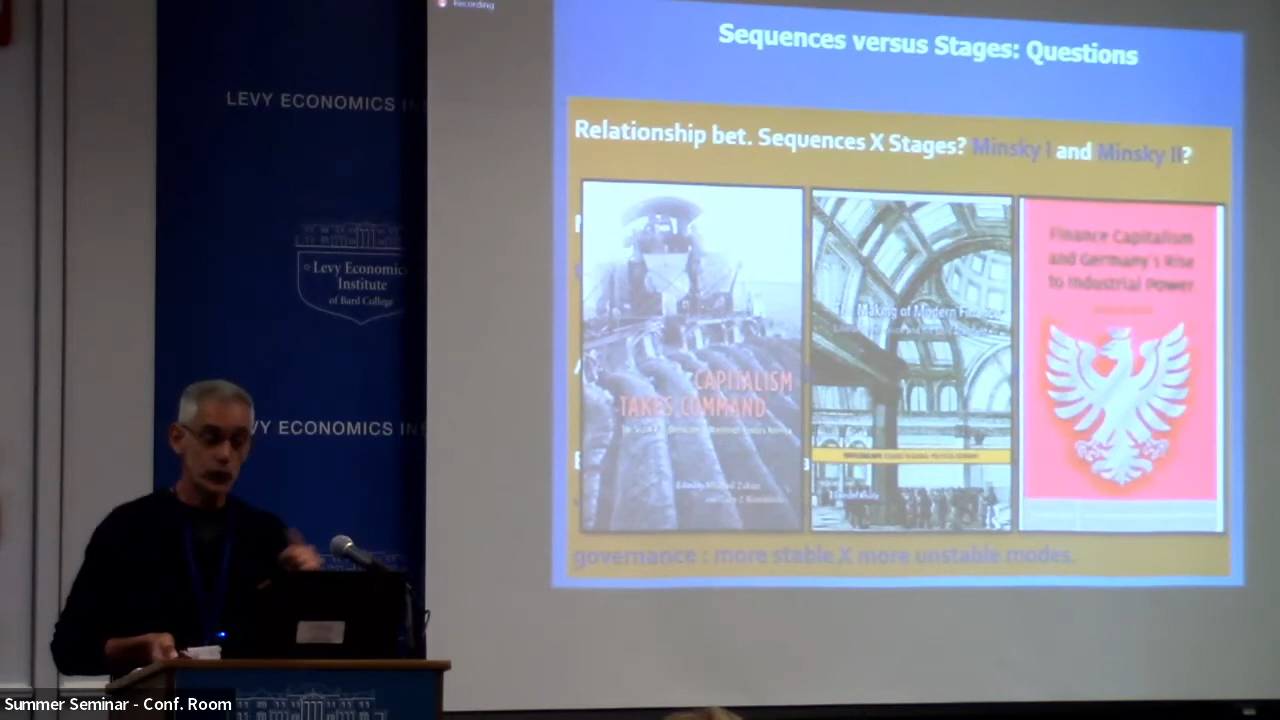 Recording
Sequences versus Stages: Questions
LEVY ECONOMICS
Relationship bet. Sequences X Stages? Minsky I and Minsky II?
Finance Capitalism
and Germany's Rise
to Industrial Power
Levy Economics
Institute
of Bard College
The Making of Modern Finance
CAPITALISM
TAKES COMMAND
VY ECONOMICS IN
governance : more stable X more unstable modes.
Summer Seminar - Conf. Room